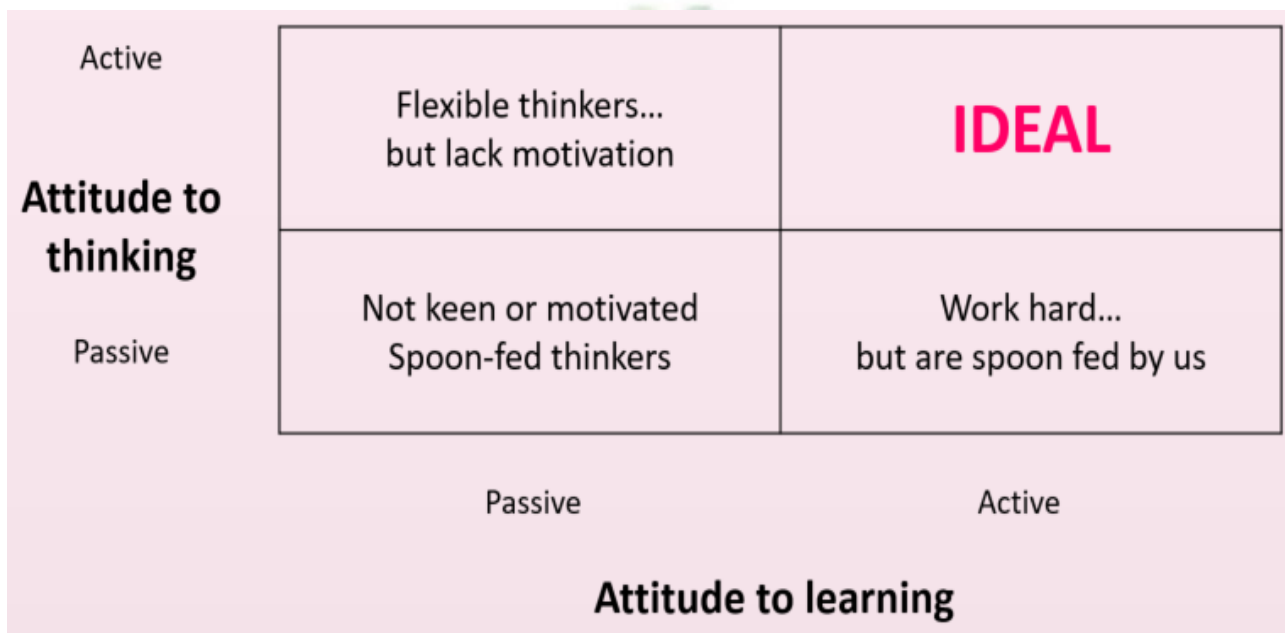 Active
Flexible thinkers...
but lack motivation
IDEAL
Attitude to
thinking
Passive
Not keen or motivated
Spoon-fed thinkers
Work hard...
but are spoon fed by us
Passive
Active
Attitude to learning